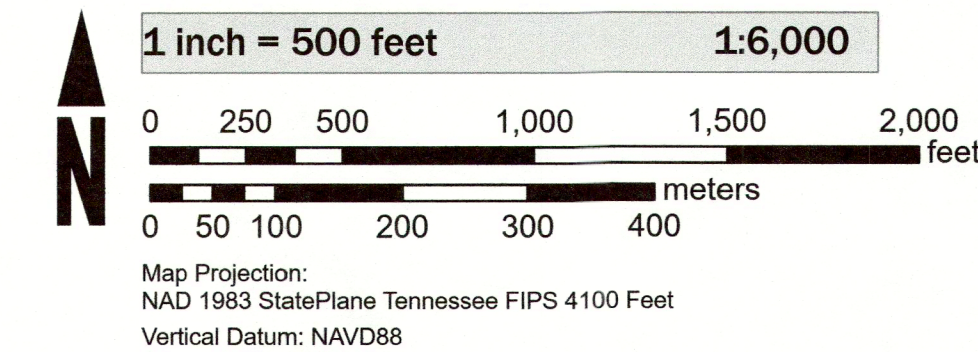 1 inch = 500 feet 1:6,000
0 250 500 1,000 1,500 2,000
feet
meters
0 50 100 200 300 400
N
Map Projection:
NAD 1983 StatePlane Tennessee FIPS 4100 Feet
Vertical Datum: NAVD88